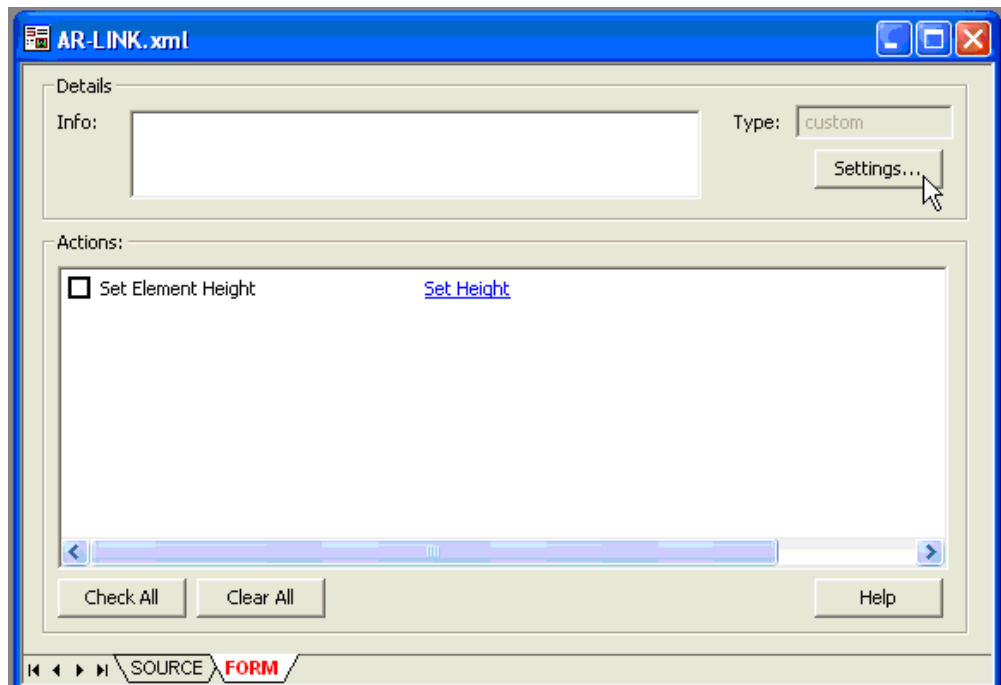 AR-LINK.xml
Details
Info:
Type: custom
Settings...
Actions:
Set Element Height Set Height
Check All Clear All Help
SOURCE FORM